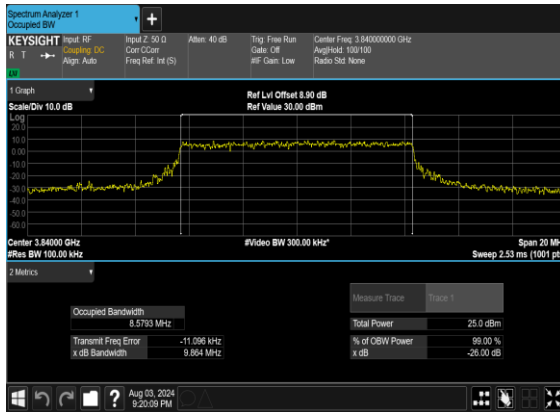 Spectrum Analyzer 1
Occupied BW
KEYSIGHT Input: RF Input Z: 50 Ω Atten: 40 dB Trig: Free Run Center Freq: 3.840000000 GHz
R T Coupling: DC Corr CCorr Gate: Off Avg|Hold: 100/100
Align: Auto Freq Ref: Int (S) #IF Gain: Low Radio Std: None
LW
1 Graph Ref Lvl Offset 8.90 dB
Scale/Div 10.0 dB Ref Value 30.00 dBm
Log
20.0
10.0
0.00
-10.0
-20.0
-30.0
-40.0
-50.0
-60.0
Center 3.84000 GHz #Video BW 300.00 kHz* Span 20 MH
#Res BW 100.00 kHz Sweep 2.53 ms (1001 pt
2 Metrics
Measure Trace Trace 1
Occupied Bandwidth
8.5793 MHz Total Power 25.0 dBm
Transmit Freq Error -11.096 kHz % of OBW Power 99.00 %
x dB Bandwidth 9.864 MHz x dB -26.00 dB
? Aug 03, 2024
9:20:09 PM